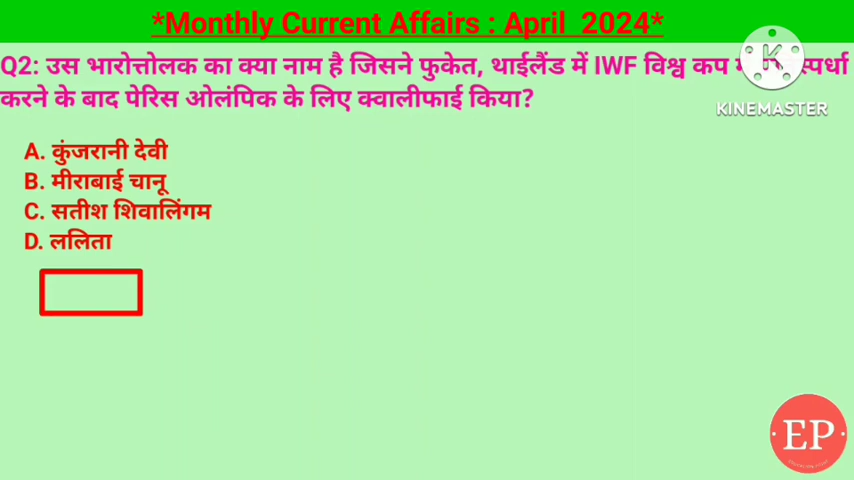 *Monthly Current Affairs : April 2024*
Q2: उस भारोत्तोलक का क्या नाम है जिसने फुकेत, थाईलैंड में IWF विश्व कप
करने के बाद पेरिस ओलंपिक के लिए क्वालीफाई किया?
KINEMASTER
A. कुंजरानी देवी
B. मीराबाई चानू
C. सतीश शिवालिंगम
D. ललिता
EP